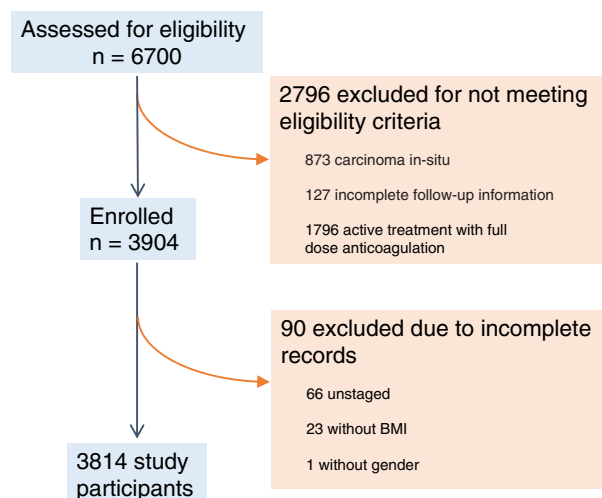 Assessed for eligibility
n = 6700
2796 excluded for not meeting
eligibility criteria
873 carcinoma in-situ
127 incomplete follow-up information
1796 active treatment with full
dose anticoagulation
Enrolled
n = 3904
90 excluded due to incomplete
records
66 unstaged
23 without BMI
1 without gender
3814 study
participants